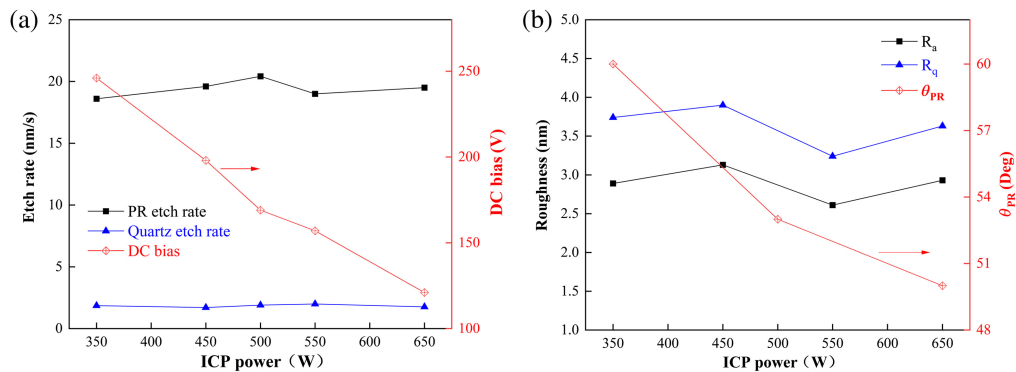 (a)
25
20
15
10
5
0
Etch rate (nm/s)
PR etch rate
Quartz etch rate
DC bias
250
200
150
100
DC bias (V)
350 400 450 500 550 600 650
ICP power（W）
(b)
5.0
4.5
4.0
3.5
3.0
2.5
2.0
1.5
1.0
Roughness (nm)
Ra
Rq
θPR
60
57
54
51
48
θPR (Deg)
350 400 450 500 550 600 650
ICP power（W）